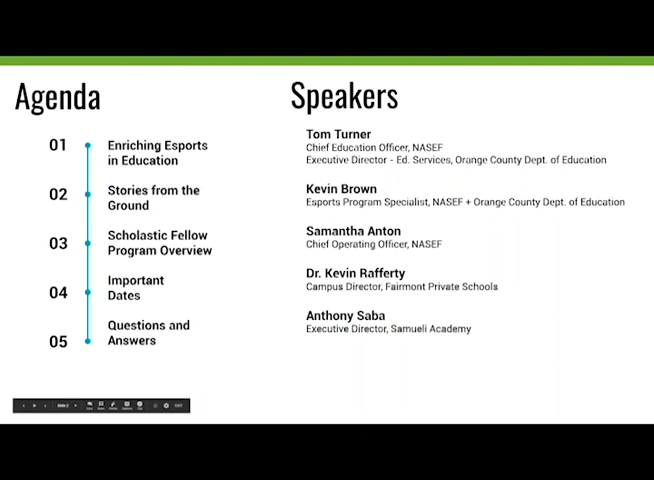 Agenda
01
Enriching Esports
in Education
02
Stories from the
Ground
03
Scholastic Fellow
Program Overview
04
Important
Dates
05
Questions and
Answers
Speakers
Tom Turner
Chief Education Officer, NASEF
Executive Director - Ed. Services, Orange County Dept. of Education
Kevin Brown
Esports Program Specialist, NASEF + Orange County Dept. of Education
Samantha Anton
Chief Operating Officer, NASEF
Dr. Kevin Rafferty
Campus Director, Fairmont Private Schools
Anthony Saba
Executive Director, Samueli Academy